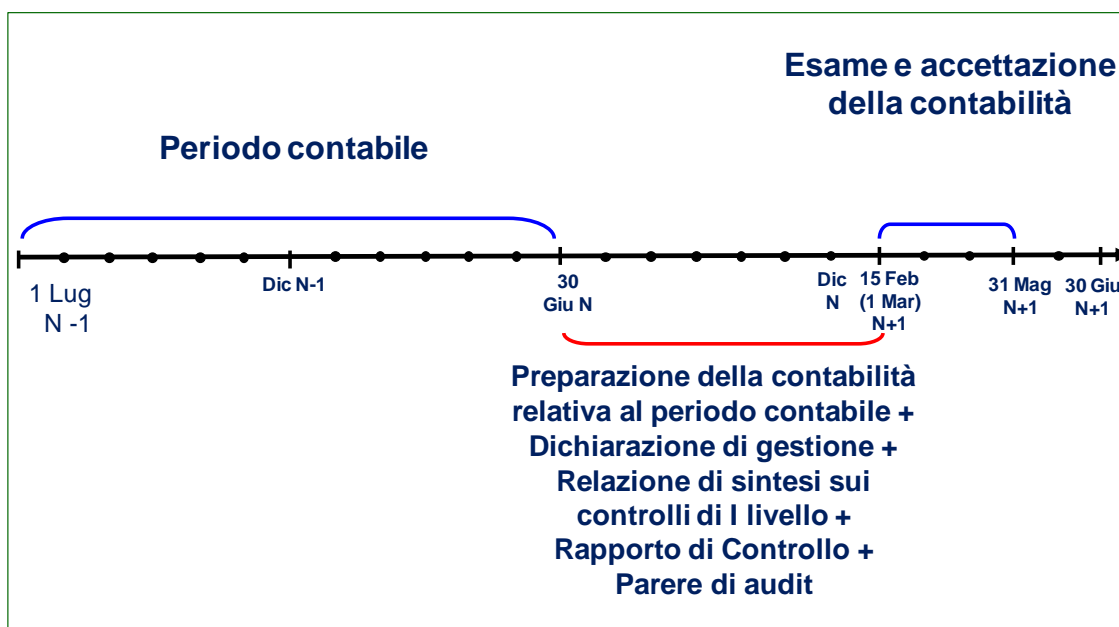 Esame e accettazione
della contabilità
Periodo contabile
1 Lug
N -1
Dic N-1
30
Giu N
Dic
N
15 Feb
(1 Mar)
N+1
31 Mag
N+1
30 Giu
N+1
Preparazione della contabilità
relativa al periodo contabile +
Dichiarazione di gestione +
Relazione di sintesi sui
controlli di I livello +
Rapporto di Controllo +
Parere di audit